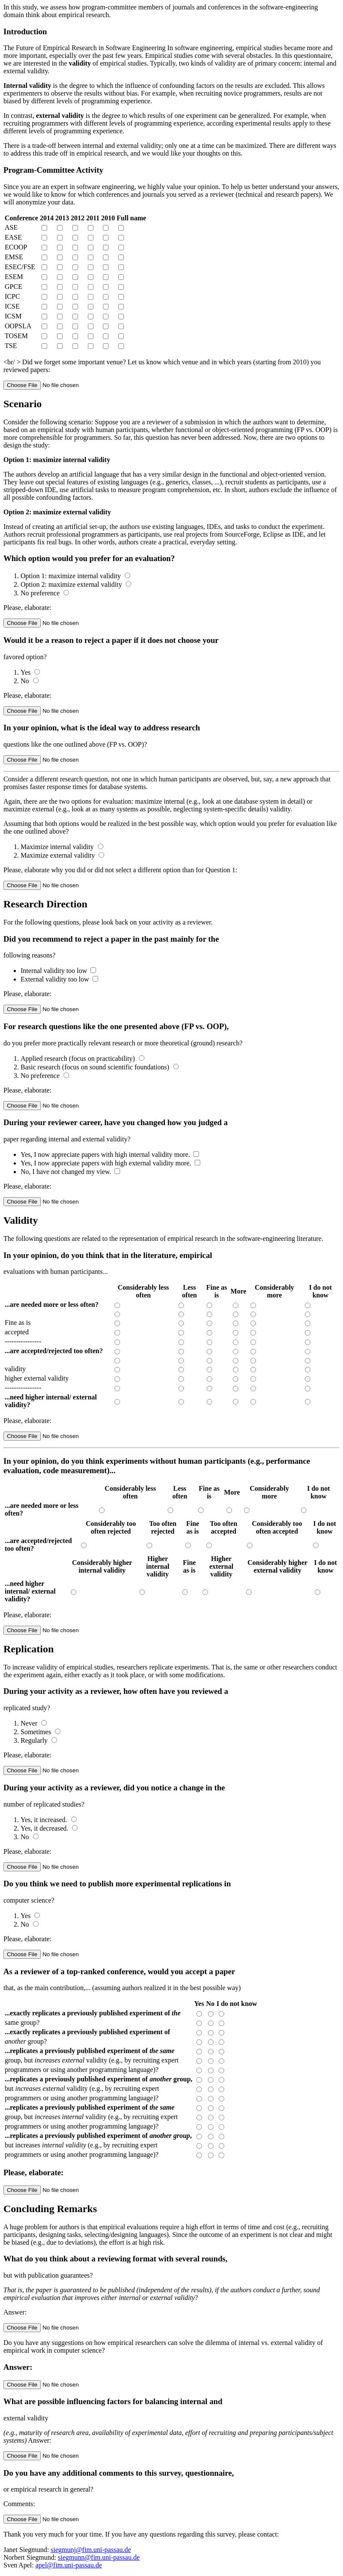 In this study, we assess how program-committee members of journals and conferences in the software-engineering
domain think about empirical research.
Introduction
The Future of Empirical Research in Software Engineering In software engineering, empirical studies became more and
more important, especially over the past few years. Empirical studies come with several obstacles. In this questionnaire,
we are interested in the validity of empirical studies. Typically, two kinds of validity are of primary concern: internal and
external validity.
Internal validity is the degree to which the influence of confounding factors on the results are excluded. This allows
experimenters to observe the results without bias. For example, when recruiting novice programmers, results are not
biased by different levels of programming experience.
In contrast, external validity is the degree to which results of one experiment can be generalized. For example, when
recruiting programmers with different levels of programming experience, the obtained experimental results apply to these
different levels of programming experience.
There is a trade-off between internal and external validity; only one at a time can be maximized. There are different ways
to address this trade off in empirical research, and we would like your thoughts on this.
Program-Committee Activity
Since you are an expert in software engineering, we highly value your opinion. To help us better understand your answers,
we would like to know for which conferences and journals you served as a reviewer (technical and research papers). We
will anonymize your data.
Conference 2014 2013 2012 2011 2010 Full name
ASE
EASE
ECOOP
EMSE
ESEC/FSE
ESEM
GPCE
ICPC
ICSE
ICSM
OOPSLA
TOSEM
TSE
<br/ > Did we forget some important venue? Let us know which venue and in which years (starting from 2010) you
reviewed papers:
Choose File No file chosen
Scenario
Consider the following scenario: Suppose you are a reviewer of a submission in which the authors want to determine,
based on an empirical study with human participants, whether functional or object-oriented programming (FP vs. OOP) is
more comprehensible for programmers. So far, this question has not been addressed. Now, there are two options to
design the study:
Option 1: maximize internal validity
The authors develop an artificial language that has a very similar design in the functional and object-oriented version.
They leave out special features of existing languages (e.g., generics, classes, ...), recruit students as participants, use a
stripped-down IDE, use artificial tasks to measure program comprehension, etc. In short, authors exclude the influence of
all possible confounding factors.
Option 2: maximize external validity
Instead of creating an artificial set-up, the authors use existing languages, IDEs, and tasks to conduct the experiment.
Authors recruit professional programmers as participants, use real projects from SourceForge, Eclipse as IDE, and let
participants fix real bugs. In other words, authors create a practical, everyday setting.
Which option would you prefer for an evaluation?
1. Option 1: maximize internal validity
2. Option 2: maximize external validity
3. No preference
Please, elaborate:
Choose File No file chosen
Would it be a reason to reject a paper if it does not choose your
favored option?
1. Yes
2. No
Please, elaborate:
Choose File No file chosen
In your opinion, what is the ideal way to address research
questions like the one outlined above (FP vs. OOP)?
Choose File No file chosen
Consider a different research question, not one in which human participants are observed, but, say, a new approach that
promises faster response times for database systems.
Again, there are the two options for evaluation: maximize internal (e.g., look at one database system in detail) or
maximize external (e.g., look at as many systems as possible, neglecting system-specific details) validity.
Assuming that both options would be realized in the best possible way, which option would you prefer for evaluation like
the one outlined above?
1. Maximize internal validity
2. Maximize external validity
Please, elaborate why you did or did not select a different option than for Question 1:
Choose File No file chosen
Research Direction
For the following questions, please look back on your activity as a reviewer.
Did you recommend to reject a paper in the past mainly for the
following reasons?
Internal validity too low
External validity too low
Please, elaborate:
Choose File No file chosen
For research questions like the one presented above (FP vs. OOP),
do you prefer more practically relevant research or more theoretical (ground) research?
1. Applied research (focus on practicability)
2. Basic research (focus on sound scientific foundations)
3. No preference
Please, elaborate:
Choose File No file chosen
During your reviewer career, have you changed how you judged a
paper regarding internal and external validity?
Yes, I now appreciate papers with high internal validity more.
Yes, I now appreciate papers with high external validity more.
No, I have not changed my view.
Please, elaborate:
Choose File No file chosen
Validity
The following questions are related to the representation of empirical research in the software-engineering literature.
In your opinion, do you think that in the literature, empirical
evaluations with human participants...
Considerably less often Less often Fine as is More Considerably more I do not know
...are needed more or less often?
Fine as is
accepted
----------------
...are accepted/rejected too often?
validity
higher external validity
----------------
...need higher internal/ external validity?
Please, elaborate:
Choose File No file chosen
In your opinion, do you think experiments without human participants (e.g., performance
evaluation, code measurement)...
Considerably less often Less often Fine as is More Considerably more I do not know
...are needed more or less often?
Considerably too often rejected Too often rejected Fine as is Too often accepted Considerably too often accepted I do not know
...are accepted/rejected too often?
Considerably higher internal validity Higher internal validity Fine as is Higher external validity Considerably higher external validity I do not know
...need higher internal/ external validity?
Please, elaborate:
Choose File No file chosen
Replication
To increase validity of empirical studies, researchers replicate experiments. That is, the same or other researchers conduct
the experiment again, either exactly as it took place, or with some modifications.
During your activity as a reviewer, how often have you reviewed a
replicated study?
1. Never
2. Sometimes
3. Regularly
Please, elaborate:
Choose File No file chosen
During your activity as a reviewer, did you notice a change in the
number of replicated studies?
1. Yes, it increased.
2. Yes, it decreased.
3. No
Please, elaborate:
Choose File No file chosen
Do you think we need to publish more experimental replications in
computer science?
1. Yes
2. No
Please, elaborate:
Choose File No file chosen
As a reviewer of a top-ranked conference, would you accept a paper
that, as the main contribution,... (assuming authors realized it in the best possible way)
Yes No I do not know
...exactly replicates a previously published experiment of the
same group?
...exactly replicates a previously published experiment of
another group?
...replicates a previously published experiment of the same
group, but increases external validity (e.g., by recruiting expert
programmers or using another programming language)?
...replicates a previously published experiment of another group,
but increases external validity (e.g., by recruiting expert
programmers or using another programming language)?
...replicates a previously published experiment of the same
group, but increases internal validity (e.g., by recruiting expert
programmers or using another programming language)?
...replicates a previously published experiment of another group,
but increases internal validity (e.g., by recruiting expert
programmers or using another programming language)?
Please, elaborate:
Choose File No file chosen
Concluding Remarks
A huge problem for authors is that empirical evaluations require a high effort in terms of time and cost (e.g., recruiting
participants, designing tasks, selecting/designing languages). Since the outcome of an experiment is not clear and might
be biased (e.g., due to deviations), the effort is at high risk.
What do you think about a reviewing format with several rounds,
but with publication guarantees?
That is, the paper is guaranteed to be published (independent of the results), if the authors conduct a further, sound
empirical evaluation that improves either internal or external validity?
Answer:
Choose File No file chosen
Do you have any suggestions on how empirical researchers can solve the dilemma of internal vs. external validity of
empirical work in computer science?
Answer:
Choose File No file chosen
What are possible influencing factors for balancing internal and
external validity
(e.g., maturity of research area, availability of experimental data, effort of recruiting and preparing participants/subject
systems) Answer:
Choose File No file chosen
Do you have any additional comments to this survey, questionnaire,
or empirical research in general?
Comments:
Choose File No file chosen
Thank you very much for your time. If you have any questions regarding this survey, please contact:
Janet Siegmund: siegmunj@fim.uni-passau.de
Norbert Siegmund: siegmunn@fim.uni-passau.de
Sven Apel: apel@fim.uni-passau.de